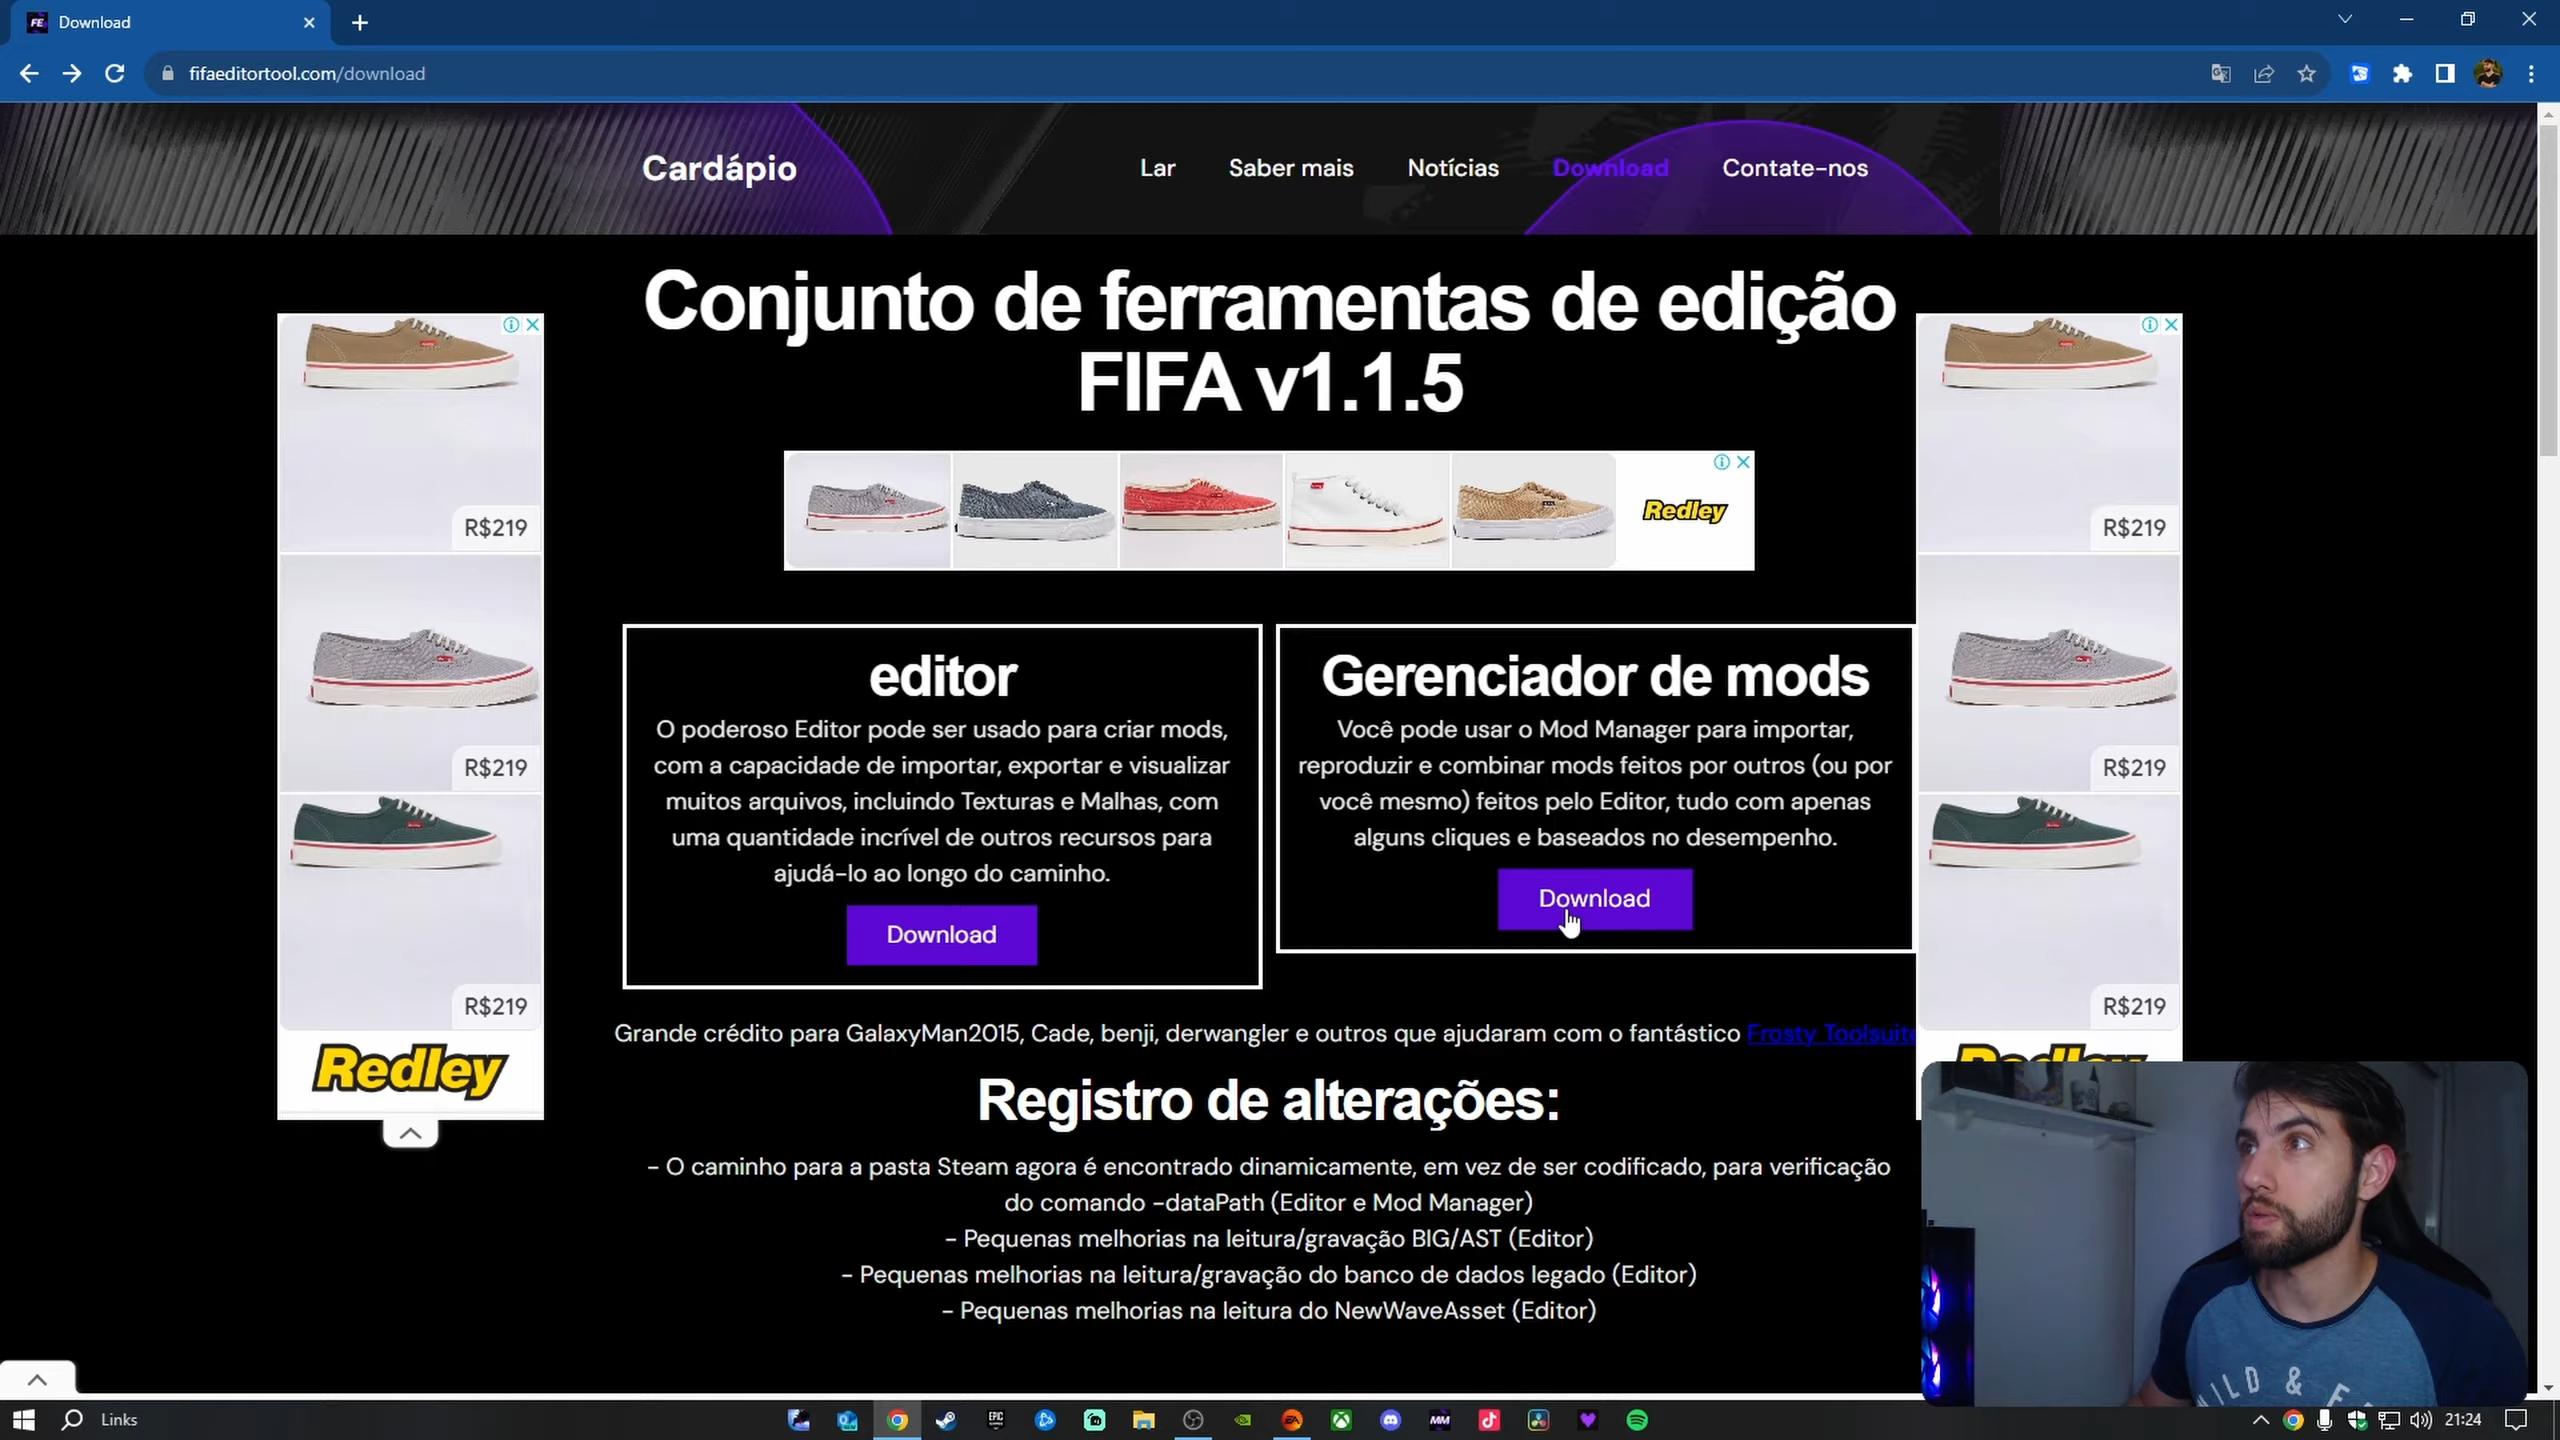 Download
fifaeditortool.com/download
Cardápio
Lar
Saber mais
Notícias
Download
Contate-nos
Conjunto de ferramentas de edição
FIFA v1.1.5
Redley
R$219
R$219
R$219
Redley
R$219
R$219
R$219
editor
O poderoso Editor pode ser usado para criar mods,
com a capacidade de importar, exportar e visualizar
muitos arquivos, incluindo Texturas e Malhas, com
uma quantidade incrível de outros recursos para
ajudá-lo ao longo do caminho.
Download
Gerenciador de mods
Você pode usar o Mod Manager para importar,
reproduzir e combinar mods feitos por outros (ou por
você mesmo) feitos pelo Editor, tudo com apenas
alguns cliques e baseados no desempenho.
Download
Grande crédito para GalaxyMan2015, Cade, benji, derwangler e outros que ajudaram com o fantástico Frosty Toolsuite
Registro de alterações:
- O caminho para a pasta Steam agora é encontrado dinamicamente, em vez de ser codificado, para verificação
do comando -dataPath (Editor e Mod Manager)
- Pequenas melhorias na leitura/gravação BIG/AST (Editor)
- Pequenas melhorias na leitura/gravação do banco de dados legado (Editor)
- Pequenas melhorias na leitura do NewWaveAsset (Editor)
Links
EPIC
EA
MM
21:24